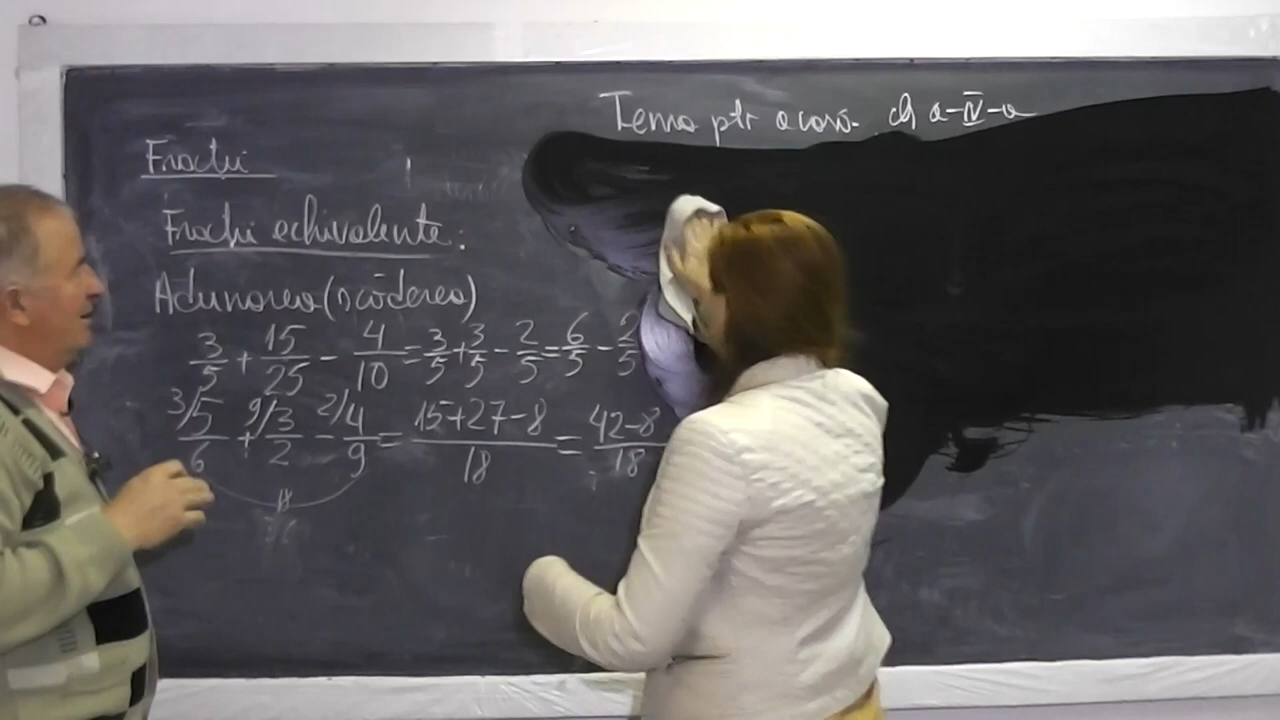 Tema ptr acasă cls a-IV-a
Fracții
Fracții echivalente:
Adunarea (scăderea)
3/5 + 15/25 - 4/10 = 3/5 + 3/5 - 2/5 = 6/5 - 2/5
3/5/6 + 9/3/2 - 2/4/9 = (15+27-8)/18 = (42-8)/18
18